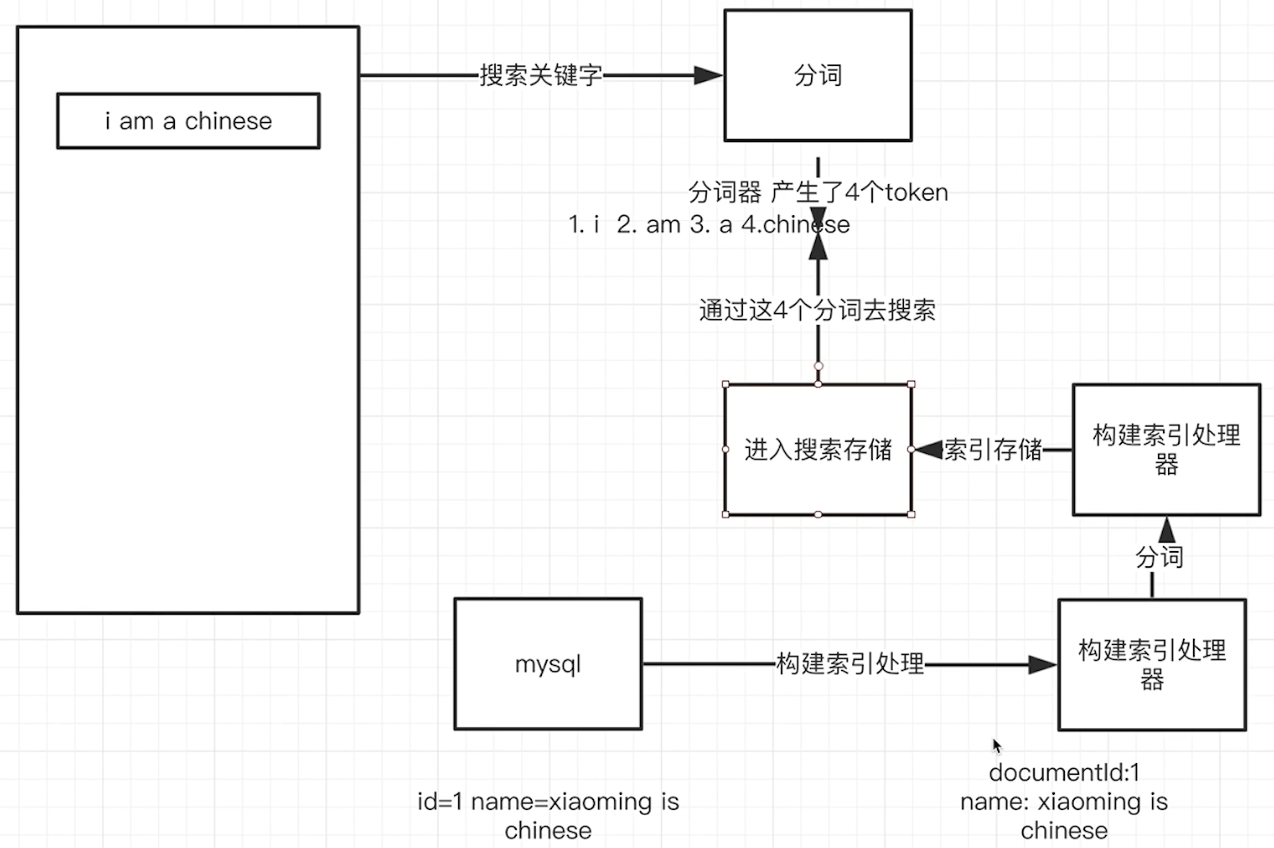 搜索关键字
分词
i am a chinese
分词器 产生了4个token
1. i 2. am 3. a 4.chinese
通过这4个分词去搜索
进入搜索存储
索引存储
构建索引处理
器
分词
mysql
构建索引处理
构建索引处理
器
id=1 name=xiaoming is
chinese
documentId:1
name: xiaoming is
chinese